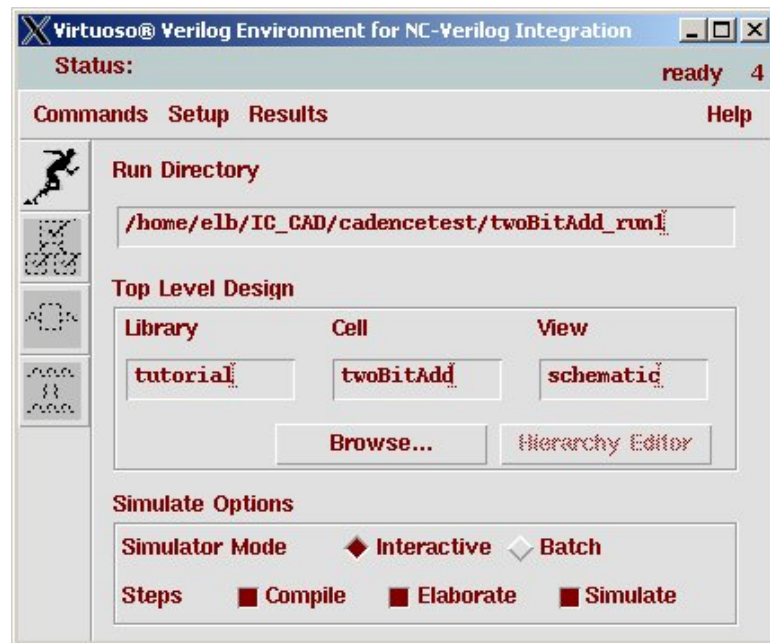 Virtuoso® Verilog Environment for NC-Verilog Integration
Status: ready 4
Commands Setup Results Help
Run Directory
/home/elb/IC_CAD/cadencetest/twoBitAdd_run1
Top Level Design
Library Cell View
tutorial twoBitAdd schematic
Browse... Hierarchy Editor
Simulate Options
Simulator Mode Interactive Batch
Steps Compile Elaborate Simulate